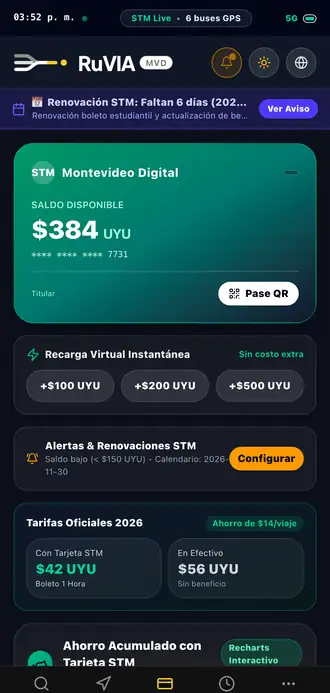 03:52 p. m.
STM Live • 6 buses GPS
5G
RuVIA MVD
📅 Renovación STM: Faltan 6 días (202...
Renovación boleto estudiantil y actualización de be...
Ver Aviso
STM Montevideo Digital
SALDO DISPONIBLE
$384 UYU
**** **** **** 7731
Titular
Pase QR
Recarga Virtual Instantánea
Sin costo extra
+$100 UYU
+$200 UYU
+$500 UYU
Alertas & Renovaciones STM
Saldo bajo (< $150 UYU) • Calendario: 2026-
11-30
Configurar
Tarifas Oficiales 2026
Ahorro de $14/viaje
Con Tarjeta STM
$42 UYU
Boleto 1 Hora
En Efectivo
$56 UYU
Sin beneficio
Ahorro Acumulado con
Tarjeta STM
Recharts
Interactivo